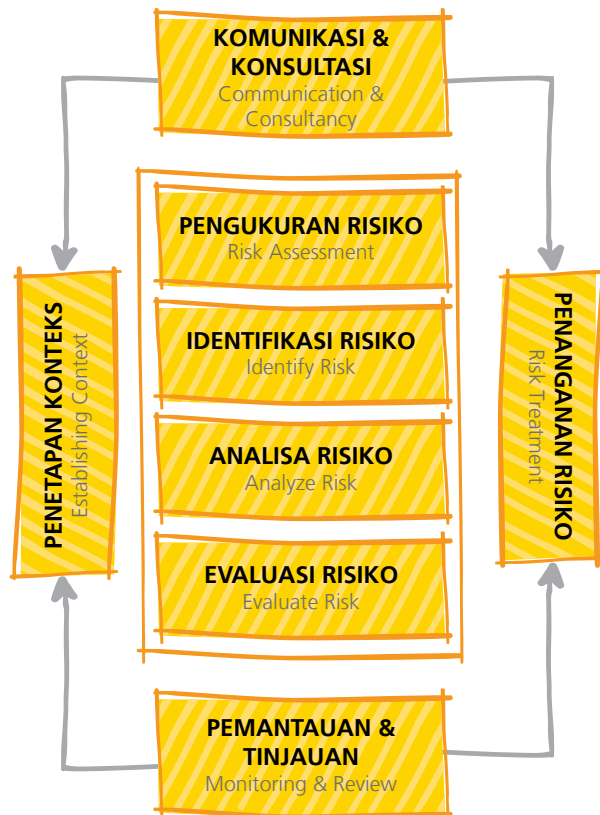 KOMUNIKASI &
KONSULTASI
Communication &
Consultancy
PENGUKURAN RISIKO
Risk Assessment
IDENTIFIKASI RISIKO
Identify Risk
ANALISA RISIKO
Analyze Risk
EVALUASI RISIKO
Evaluate Risk
PENETAPAN KONTEKS
Establishing Context
PENANGANAN RISIKO
Risk Treatment
PEMANTAUAN &
TINJAUAN
Monitoring & Review